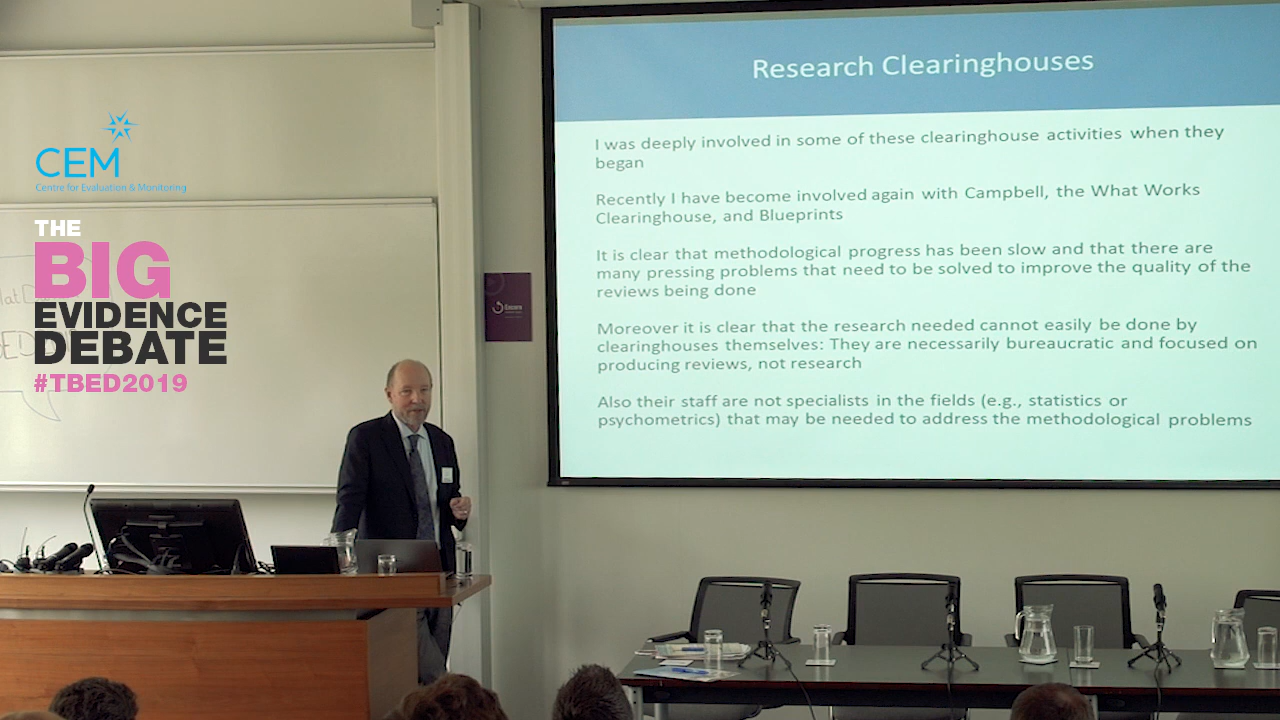 CEM
Centre for Evaluation & Monitoring
THE
BIG
EVIDENCE
DEBATE
#TBED2019
Research Clearinghouses
I was deeply involved in some of these clearinghouse activities when they
began
Recently I have become involved again with Campbell, the What Works
Clearinghouse, and Blueprints
It is clear that methodological progress has been slow and that there are
many pressing problems that need to be solved to improve the quality of the
reviews being done
Moreover it is clear that the research needed cannot easily be done by
clearinghouses themselves: They are necessarily bureaucratic and focused on
producing reviews, not research
Also their staff are not specialists in the fields (e.g., statistics or
psychometrics) that may be needed to address the methodological problems